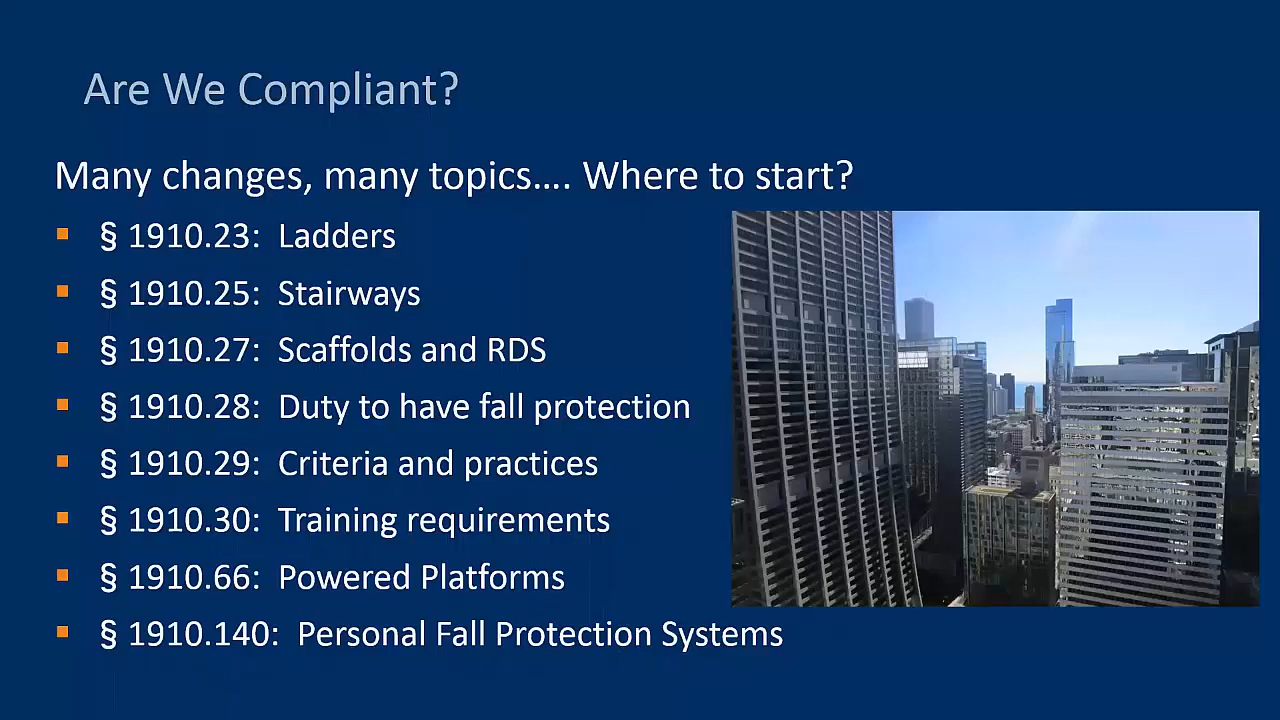 Are We Compliant?
Many changes, many topics.... Where to start?
§ 1910.23: Ladders
§ 1910.25: Stairways
§ 1910.27: Scaffolds and RDS
§ 1910.28: Duty to have fall protection
§ 1910.29: Criteria and practices
§ 1910.30: Training requirements
§ 1910.66: Powered Platforms
§ 1910.140: Personal Fall Protection Systems